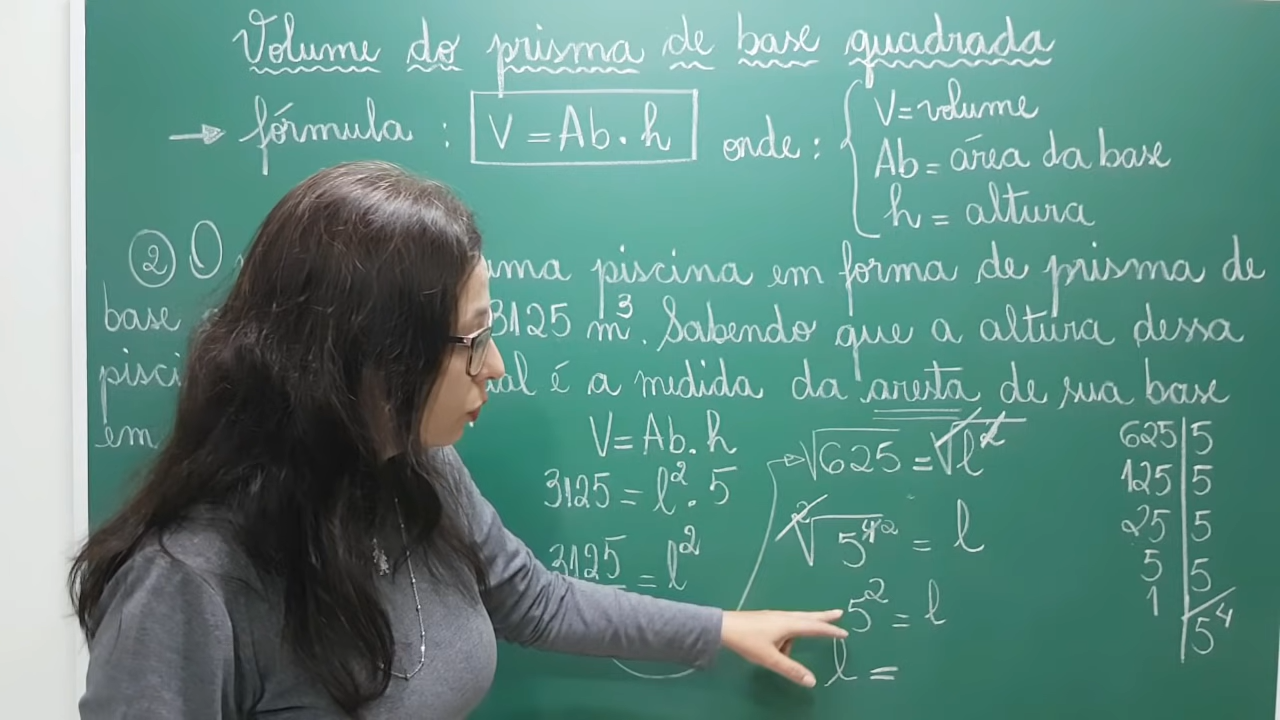 Volume do prisma de base quadrada
→ fórmula : V = Ab . h onde :
V = volume
Ab = área da base
h = altura
② O uma piscina em forma de prisma de
base 3125 m³. Sabendo que a altura dessa
pisci é a medida da aresta de sua base
em
V = Ab . h
3125 = l² . 5
3125 = l²
√625 = √l²
²√5⁴ ² = l
5² = l
l =
625 | 5
125 | 5
25 | 5
5 | 5
1 | 5⁴